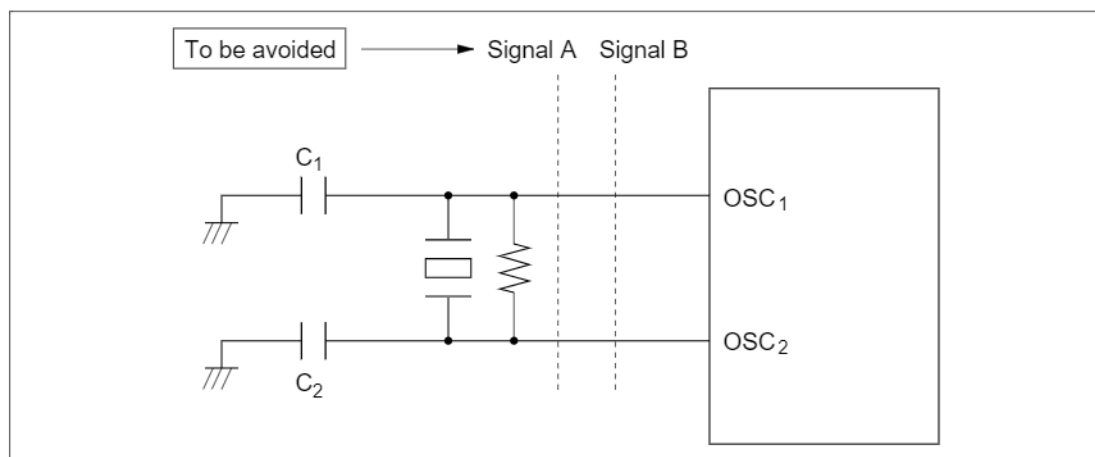 To be avoided
Signal A Signal B
C1
OSC1
OSC2
C2